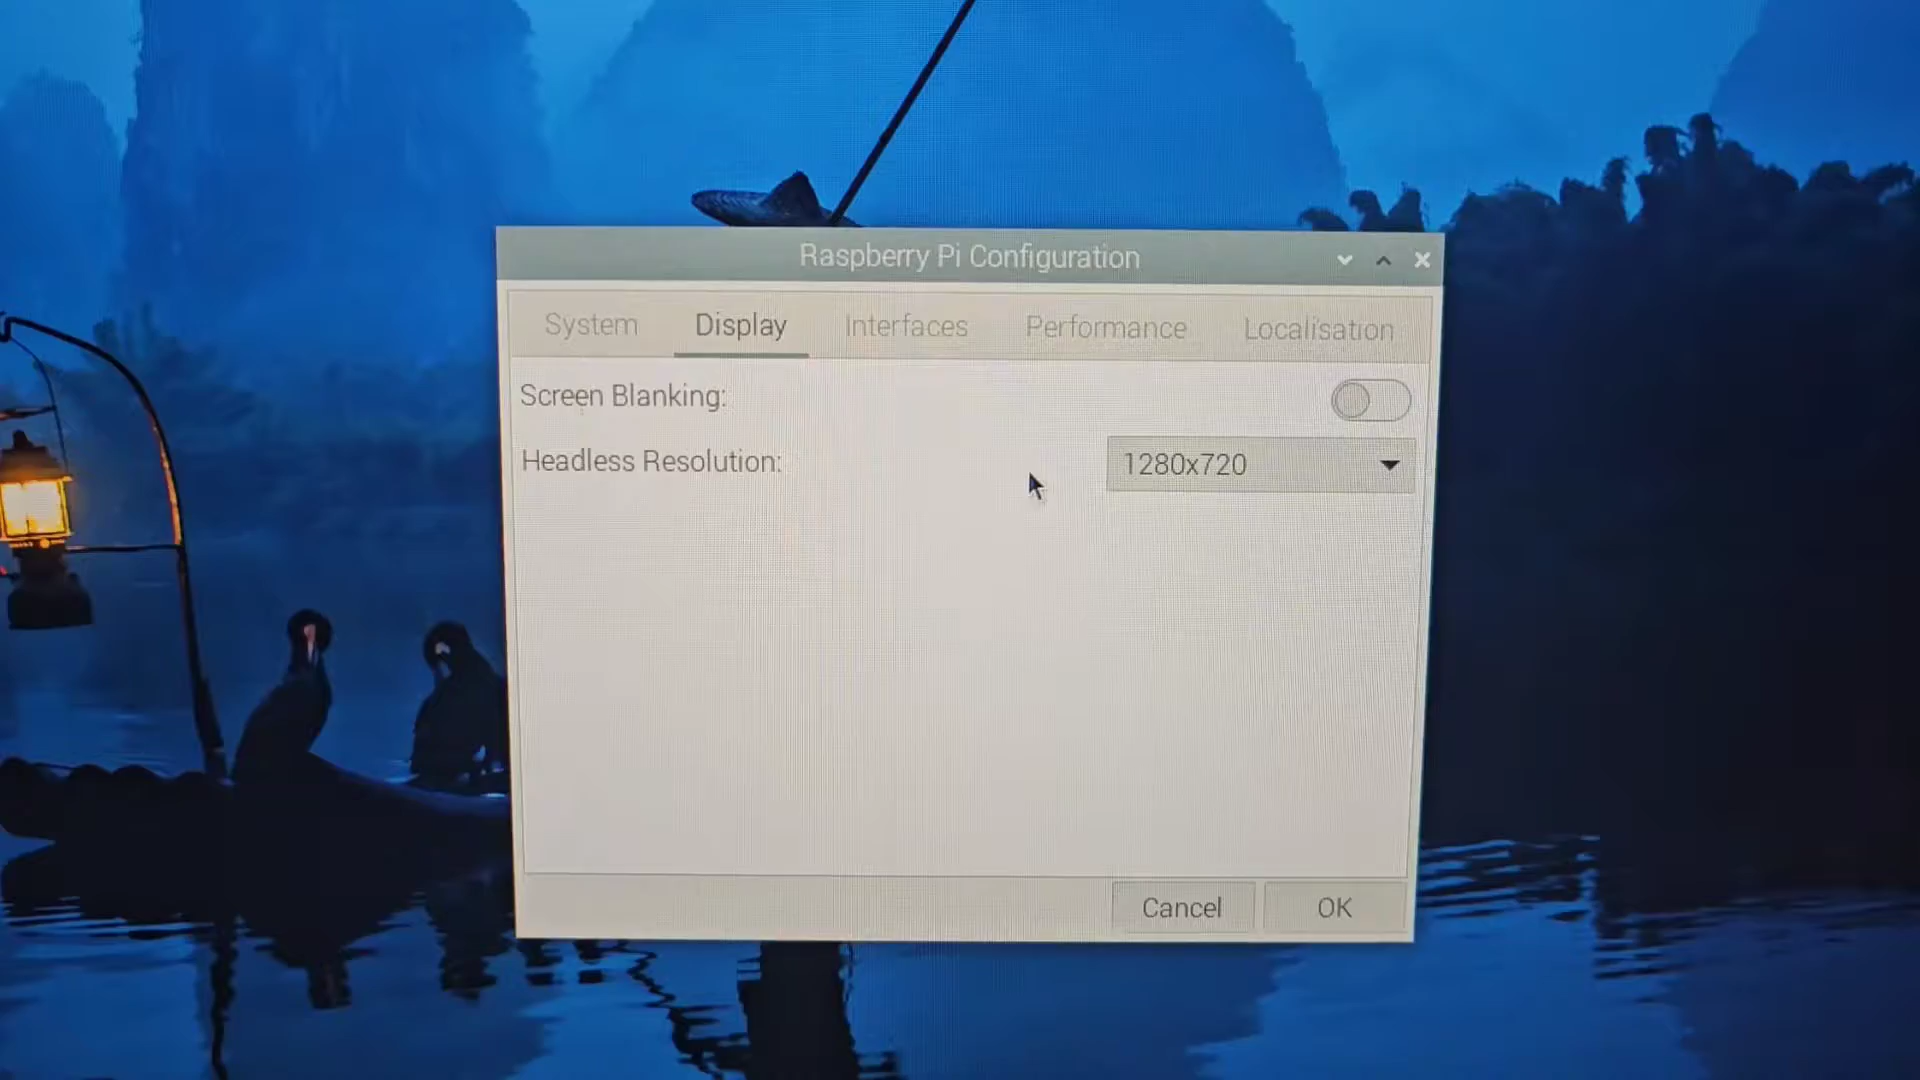 Raspberry Pi Configuration
System Display Interfaces Performance Localisation
Screen Blanking:
Headless Resolution: 1280x720
Cancel OK